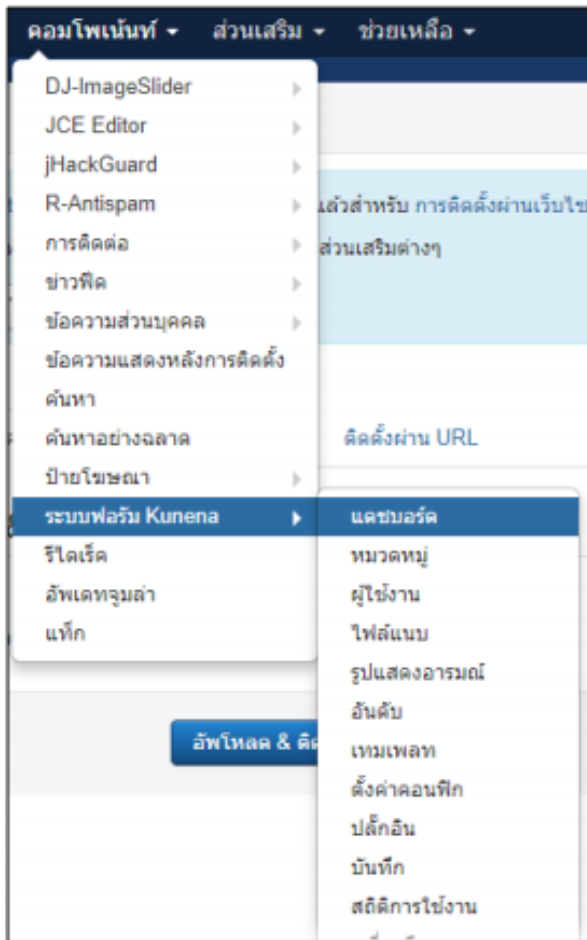 คอมโพเน้นท์ ส่วนเสริม ช่วยเหลือ
DJ-ImageSlider
JCE Editor
jHackGuard
R-Antispam
แล้วสำหรับ การติดตั้งผ่านเว็บไซ
การติดต่อ
ส่วนเสริมต่างๆ
ข่าวฟีด
ข้อความส่วนบุคคล
ข้อความแสดงหลังการติดตั้ง
ค้นหา
ค้นหาอย่างฉลาด
ติดตั้งผ่าน URL
ป้ายโฆษณา
ระบบฟอรัม Kunena
แดชบอร์ด
รีไดเร็ค
หมวดหมู่
อัพเดทจูมล่า
ผู้ใช้งาน
แท็ก
ไฟล์แนบ
รูปแสดงอารมณ์
อันดับ
อัพโหลด & ติด
เทมเพลท
ตั้งค่าคอนฟิก
ปลั๊กอิน
บันทึก
สถิติการใช้งาน